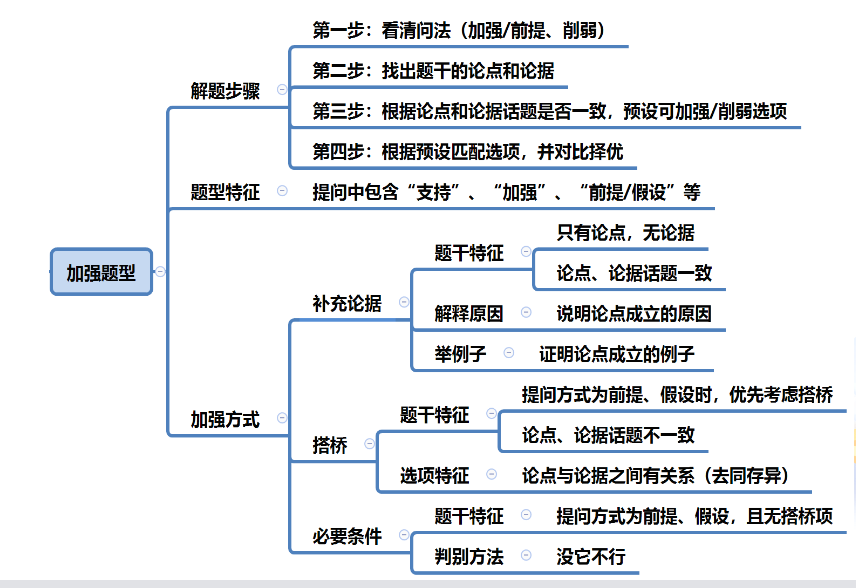 加强题型
解题步骤
第一步：看清问法（加强/前提、削弱）
第二步：找出题干的论点和论据
第三步：根据论点和论据话题是否一致，预设可加强/削弱选项
第四步：根据预设匹配选项，并对比择优
题型特征
提问中包含“支持”、“加强”、“前提/假设”等
加强方式
补充论据
题干特征
只有论点，无论据
论点、论据话题一致
解释原因
说明论点成立的原因
举例子
证明论点成立的例子
搭桥
题干特征
提问方式为前提、假设时，优先考虑搭桥
论点、论据话题不一致
选项特征
论点与论据之间有关系（去同存异）
必要条件
题干特征
提问方式为前提、假设，且无搭桥项
判别方法
没它不行